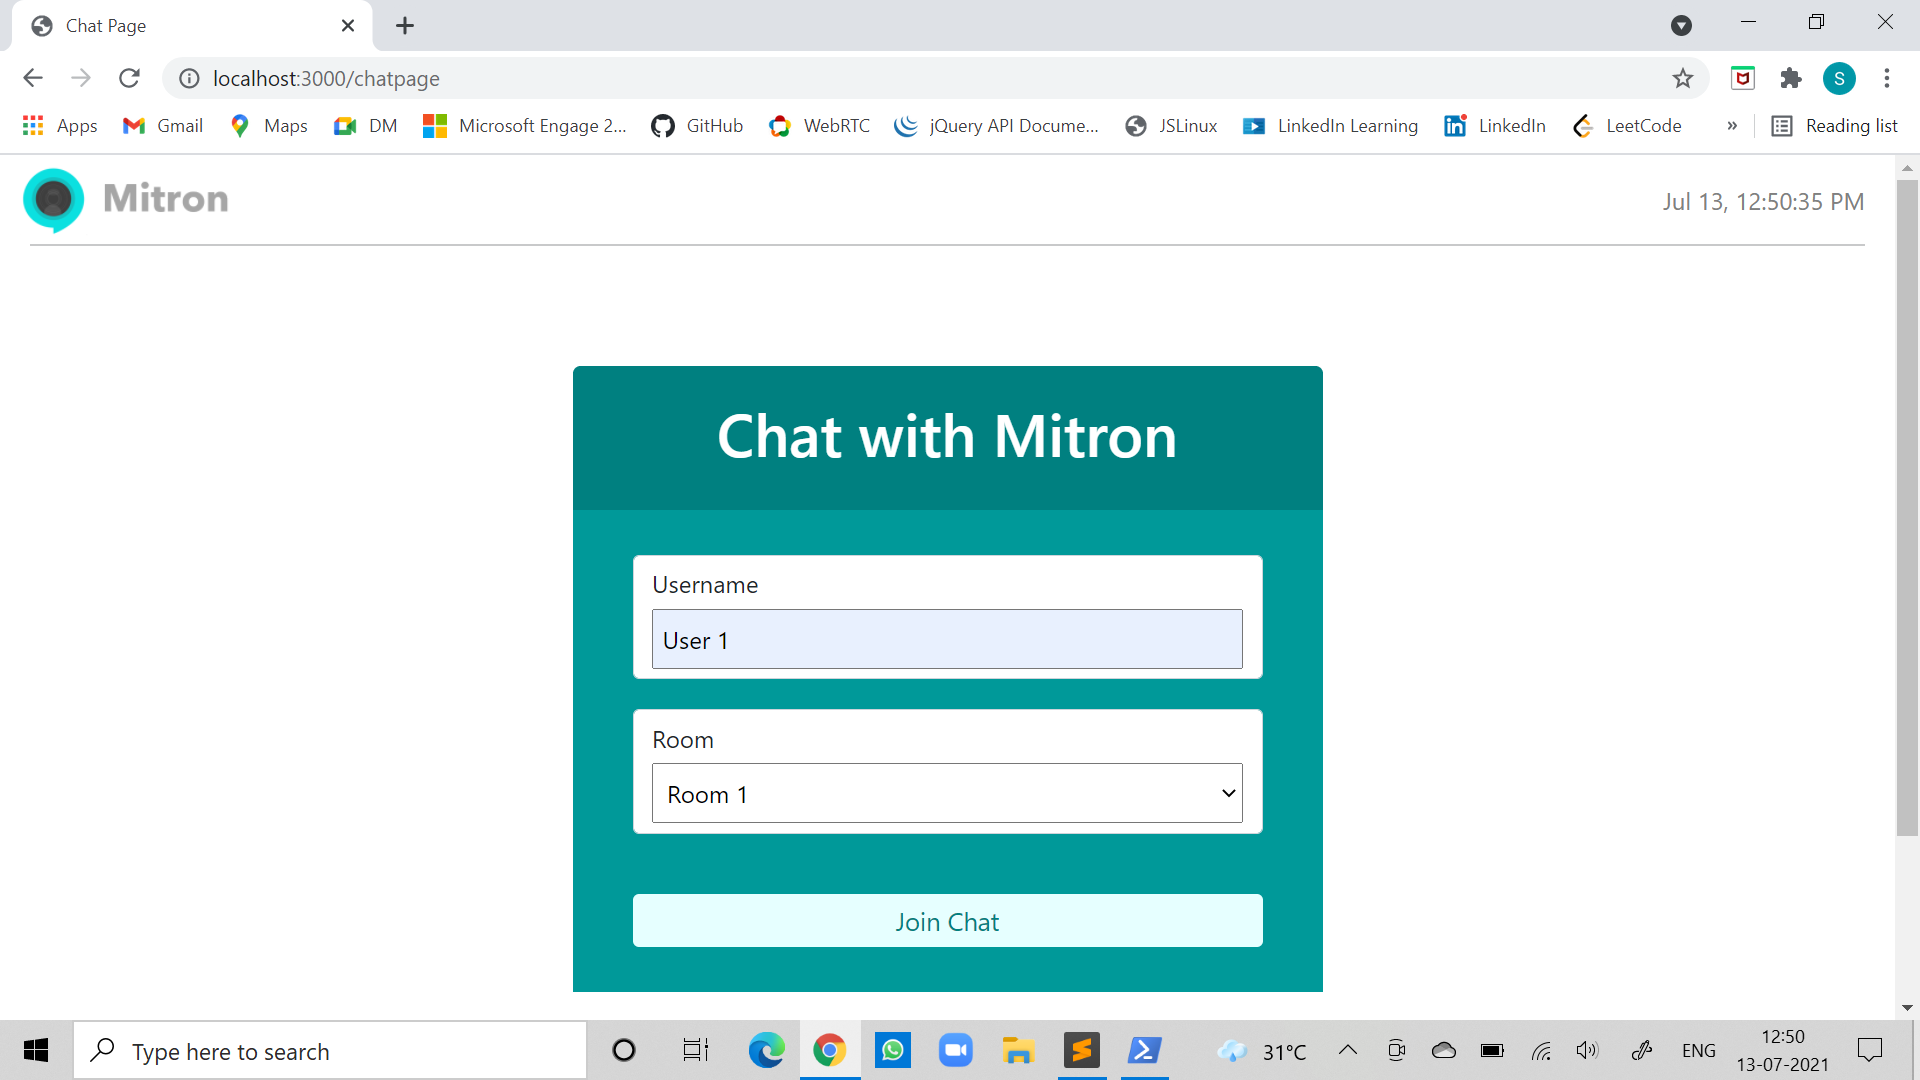 Chat Page
localhost:3000/chatpage
S
Apps Gmail Maps DM Microsoft Engage 2... GitHub WebRTC jQuery API Docume... JSLinux LinkedIn Learning LinkedIn LeetCode » Reading list
Mitron
Jul 13, 12:50:35 PM
Chat with Mitron
Username
User 1
Room
Room 1
Join Chat
Type here to search
31°C
ENG
12:50
13-07-2021